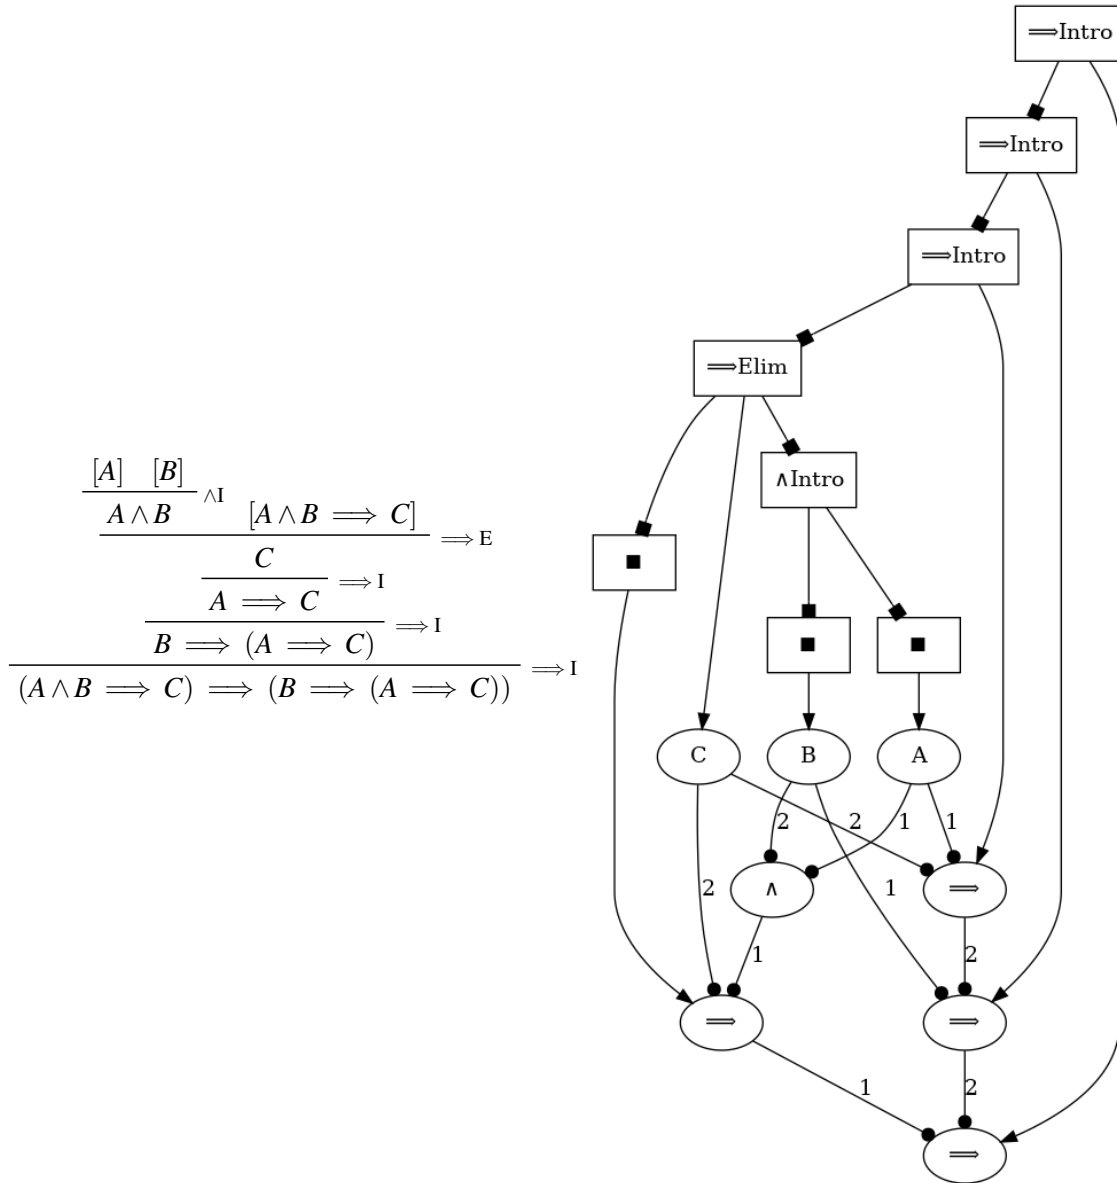 [A] [B]
∧I
A ∧ B [A ∧ B ⟹ C]
⟹E
C
⟹I
A ⟹ C
⟹I
B ⟹ (A ⟹ C)
⟹I
(A ∧ B ⟹ C) ⟹ (B ⟹ (A ⟹ C))
⟹Intro
⟹Intro
⟹Intro
⟹Elim
∧Intro
■
■ ■
C B A
2 2 1 1
2 ∧ 1 ⟹
1 2
⟹ ⟹
1 2
⟹